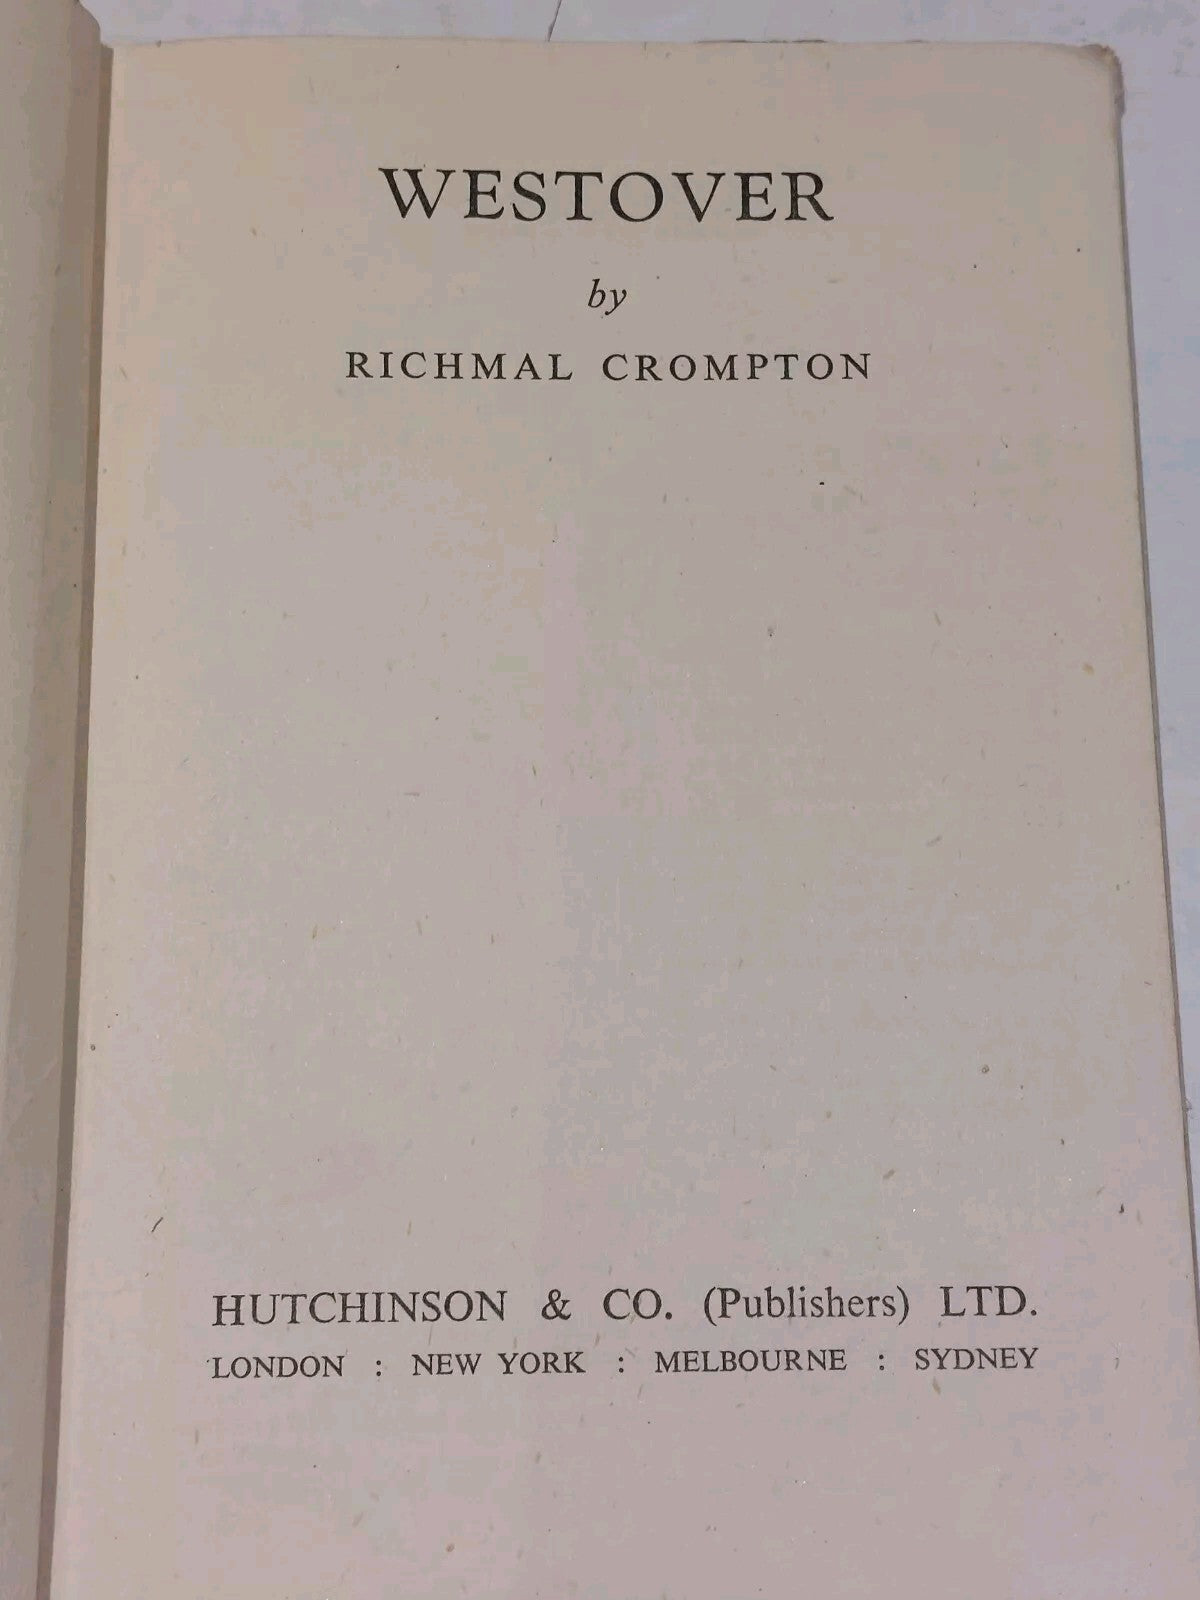 WESTOVER
by
RICHMAL CROMPTON
HUTCHINSON & CO. (Publishers) LTD.
LONDON : NEW YORK : MELBOURNE : SYDNEY